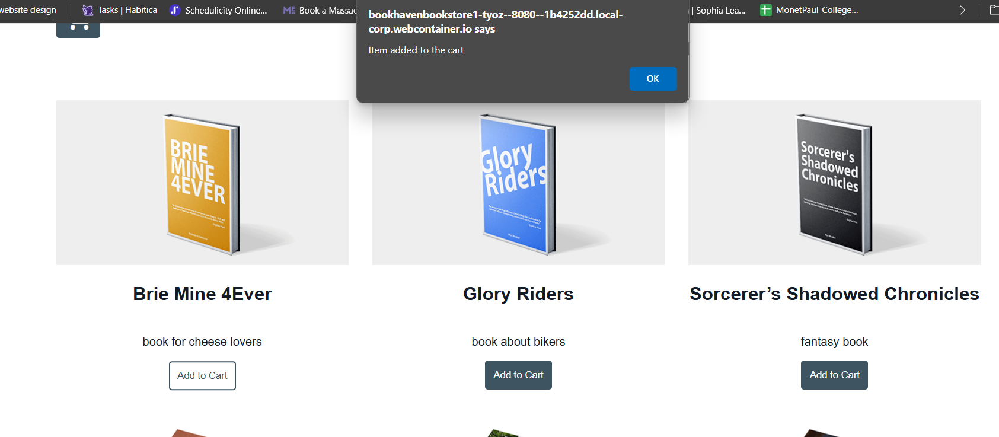 website design
Tasks | Habitica
Schedulicity Online...
ME Book a Massag
| Sophia Lea...
MonetPaul_College...
bookhavenbookstore1-tyoz--8080--1b4252dd.local-
corp.webcontainer.io says
Item added to the cart
OK
BRIE
MINE
4EVER
Glory
Riders
Sorcerer's
Shadowed
Chronicles
Brie Mine 4Ever
Glory Riders
Sorcerer’s Shadowed Chronicles
book for cheese lovers
book about bikers
fantasy book
Add to Cart
Add to Cart
Add to Cart